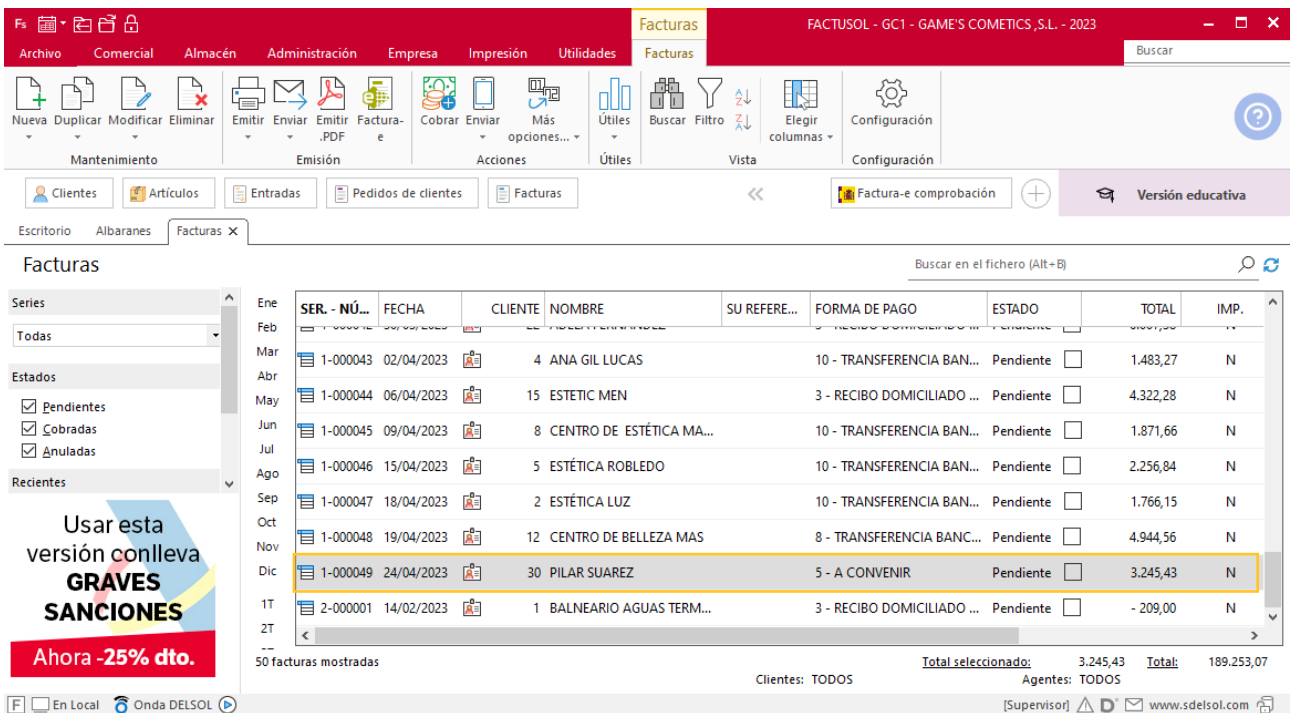 Fs Facturas FACTUSOL - GC1 - GAME'S COMETICS ,S.L. - 2023
Archivo Comercial Almacén Administración Empresa Impresión Utilidades Facturas Buscar
Nueva Duplicar Modificar Eliminar Emitir Enviar Emitir .PDF Factura-e Cobrar Enviar Más opciones... Útiles Buscar Filtro Elegir columnas Configuración
Mantenimiento Emisión Acciones Útiles Vista Configuración
Clientes Artículos Entradas Pedidos de clientes Facturas Factura-e comprobación Versión educativa
Escritorio Albaranes Facturas
Facturas Buscar en el fichero (Alt+B)
Series
Todas
Estados
Pendientes
Cobradas
Anuladas
Recientes
Usar esta
versión conlleva
GRAVES
SANCIONES
Ahora -25% dto.
Ene
Feb
Mar
Abr
May
Jun
Jul
Ago
Sep
Oct
Nov
Dic
1T
2T
SER. - NÚ... FECHA CLIENTE NOMBRE SU REFERE... FORMA DE PAGO ESTADO TOTAL IMP.
1-000043 02/04/2023 4 ANA GIL LUCAS 10 - TRANSFERENCIA BAN... Pendiente 1.483,27 N
1-000044 06/04/2023 15 ESTETIC MEN 3 - RECIBO DOMICILIADO ... Pendiente 4.322,28 N
1-000045 09/04/2023 8 CENTRO DE ESTÉTICA MA... 10 - TRANSFERENCIA BAN... Pendiente 1.871,66 N
1-000046 15/04/2023 5 ESTÉTICA ROBLEDO 10 - TRANSFERENCIA BAN... Pendiente 2.256,84 N
1-000047 18/04/2023 2 ESTÉTICA LUZ 10 - TRANSFERENCIA BAN... Pendiente 1.766,15 N
1-000048 19/04/2023 12 CENTRO DE BELLEZA MAS 8 - TRANSFERENCIA BANC... Pendiente 4.944,56 N
1-000049 24/04/2023 30 PILAR SUAREZ 5 - A CONVENIR Pendiente 3.245,43 N
2-000001 14/02/2023 1 BALNEARIO AGUAS TERM... 3 - RECIBO DOMICILIADO ... Pendiente - 209,00 N
50 facturas mostradas Total seleccionado: 3.245,43 Total: 189.253,07
Clientes: TODOS Agentes: TODOS
F En Local Onda DELSOL [Supervisor] D www.sdelsol.com